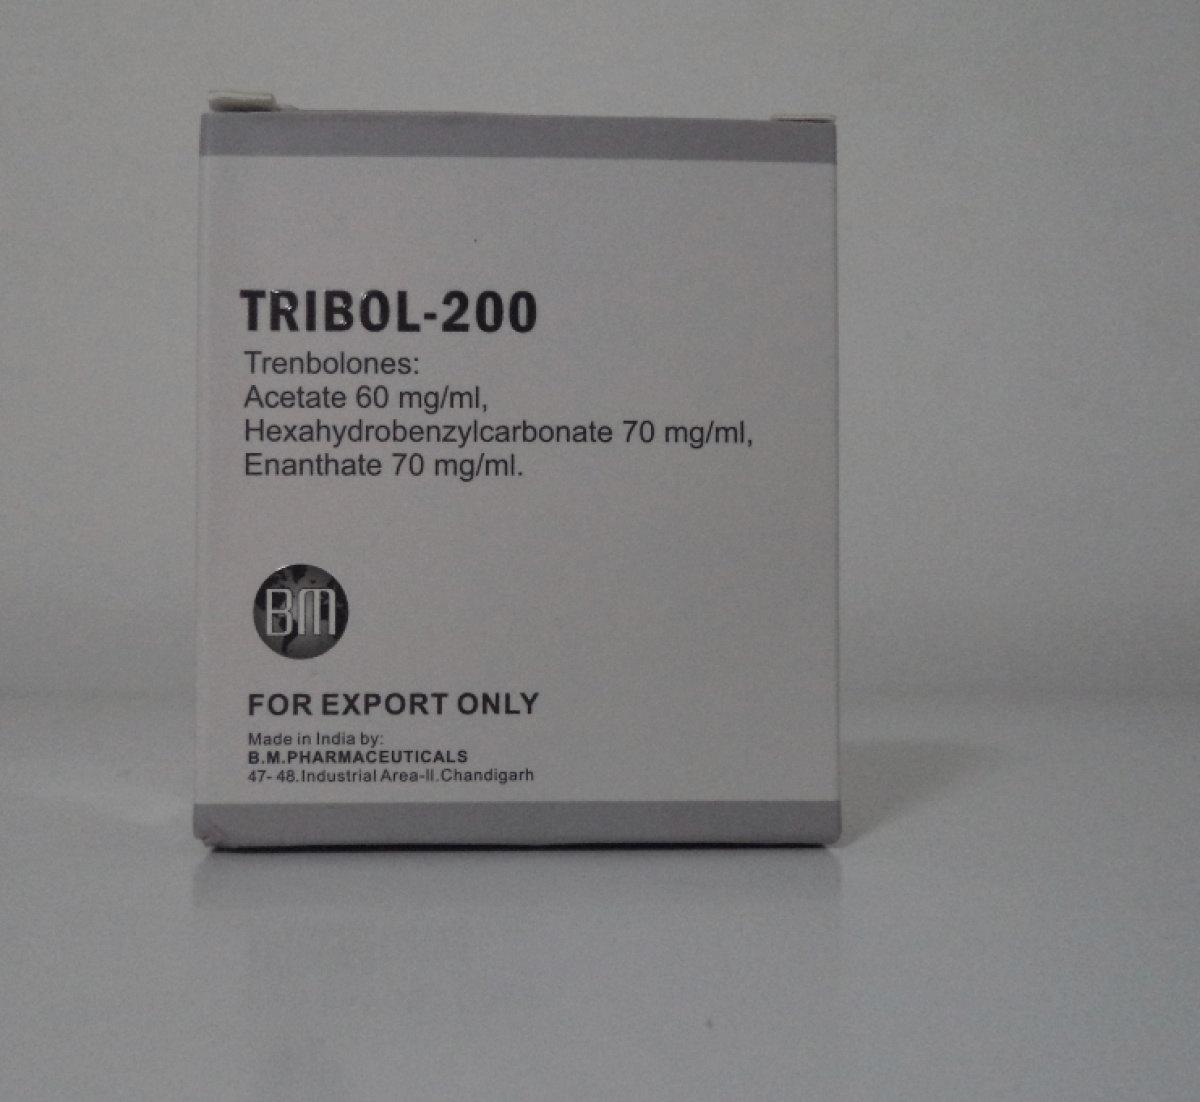 TRIBOL-200
Trenbolones:
Acetate 60 mg/ml,
Hexahydrobenzylcarbonate 70 mg/ml,
Enanthate 70 mg/ml.
BM
FOR EXPORT ONLY
Made in India by:
B.M.PHARMACEUTICALS
47- 48.Industrial Area-II.Chandigarh